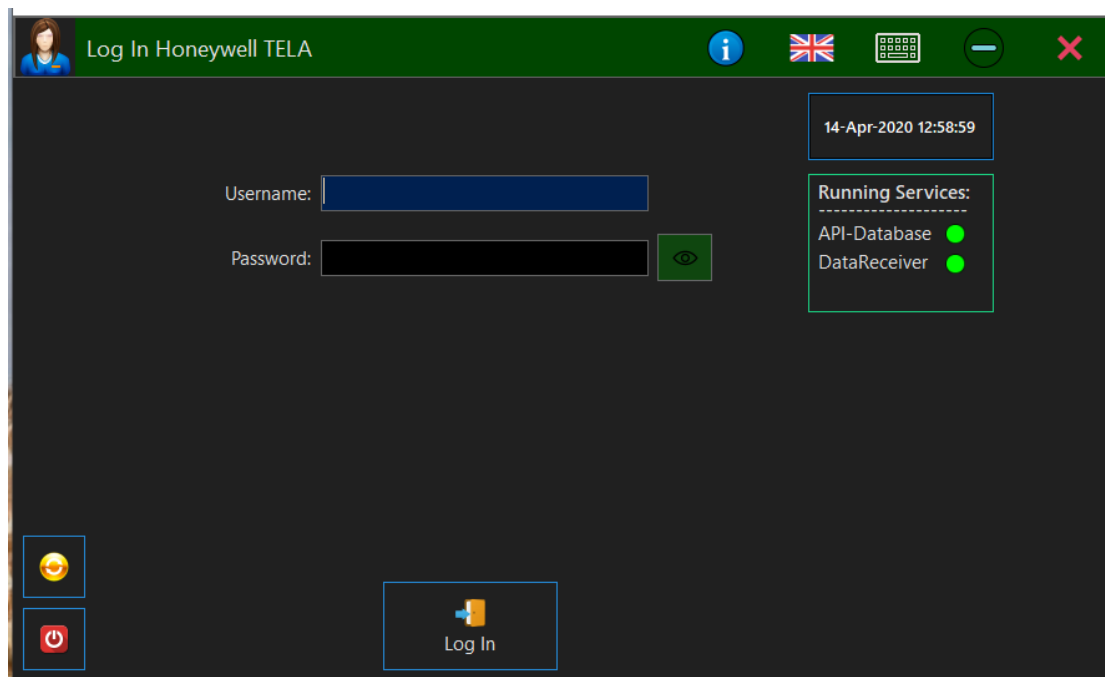 Log In Honeywell TELA
14-Apr-2020 12:58:59
Username:
Password:
Running Services:
--------------------
API-Database
DataReceiver
Log In